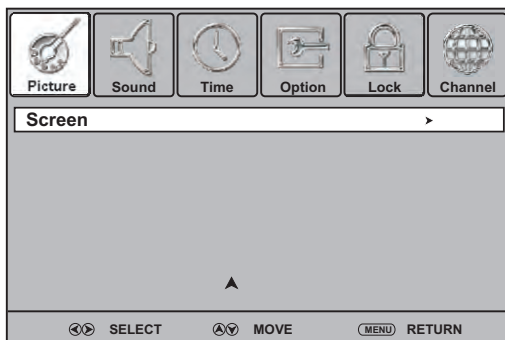 Picture Sound Time Option Lock Channel
Screen
SELECT MOVE MENU RETURN